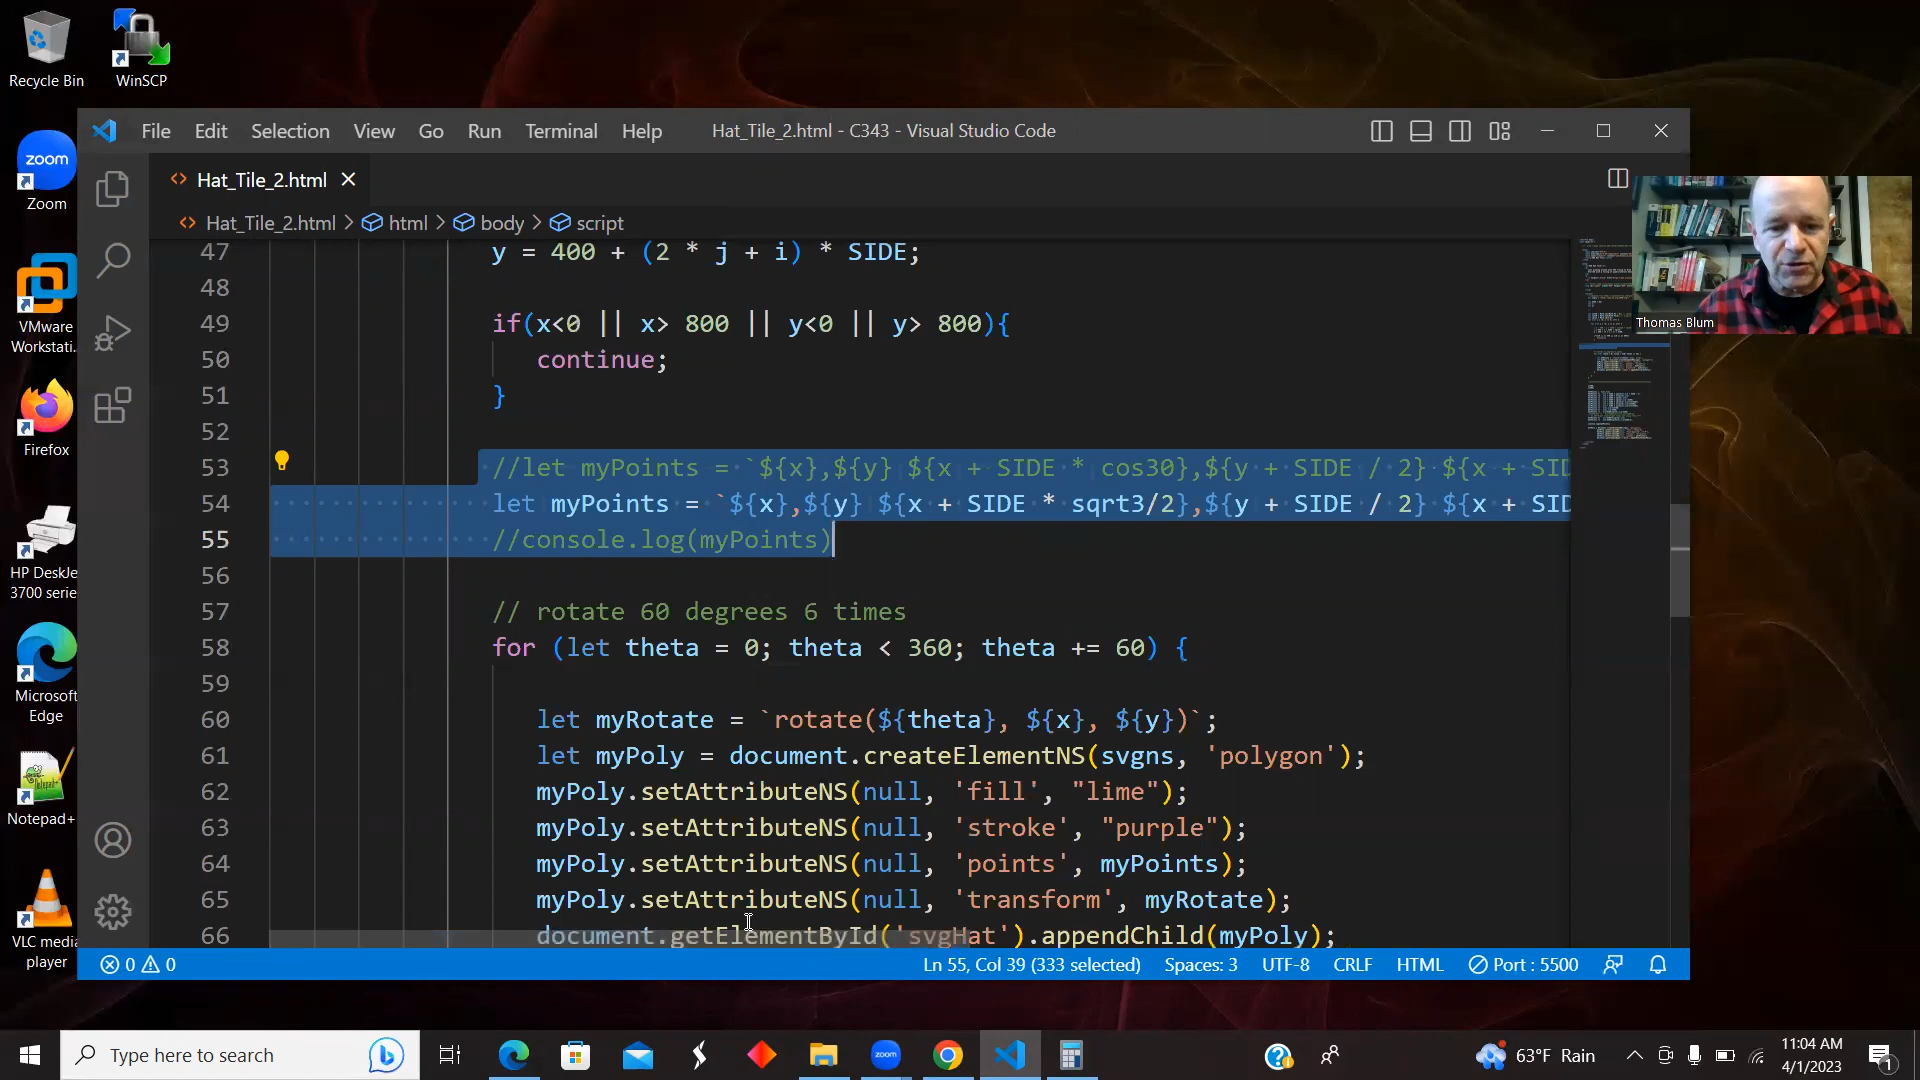 Recycle Bin
WinSCP
zoom
Zoom
VMware
Workstati...
Firefox
HP DeskJe
3700 serie
Microsoft
Edge
Notepad+
VLC media
player
File Edit Selection View Go Run Terminal Help
Hat_Tile_2.html - C343 - Visual Studio Code
Hat_Tile_2.html
Hat_Tile_2.html > html > body > script
47 y = 400 + (2 * j + i) * SIDE;
48
49 if(x<0 || x> 800 || y<0 || y> 800){
50 continue;
51 }
52
53 //let myPoints = `${x},${y} ${x + SIDE * cos30},${y + SIDE / 2} ${x + SID
54 let myPoints = `${x},${y} ${x + SIDE * sqrt3/2},${y + SIDE / 2} ${x + SID
55 //console.log(myPoints)
56
57 // rotate 60 degrees 6 times
58 for (let theta = 0; theta < 360; theta += 60) {
59
60 let myRotate = `rotate(${theta}, ${x}, ${y})`;
61 let myPoly = document.createElementNS(svgns, 'polygon');
62 myPoly.setAttributeNS(null, 'fill', "lime");
63 myPoly.setAttributeNS(null, 'stroke', "purple");
64 myPoly.setAttributeNS(null, 'points', myPoints);
65 myPoly.setAttributeNS(null, 'transform', myRotate);
66 document.getElementById('svgHat').appendChild(myPoly);
Thomas Blum
0 0
Ln 55, Col 39 (333 selected) Spaces: 3 UTF-8 CRLF HTML Port : 5500
Type here to search
zoom
63°F Rain
11:04 AM
4/1/2023
1